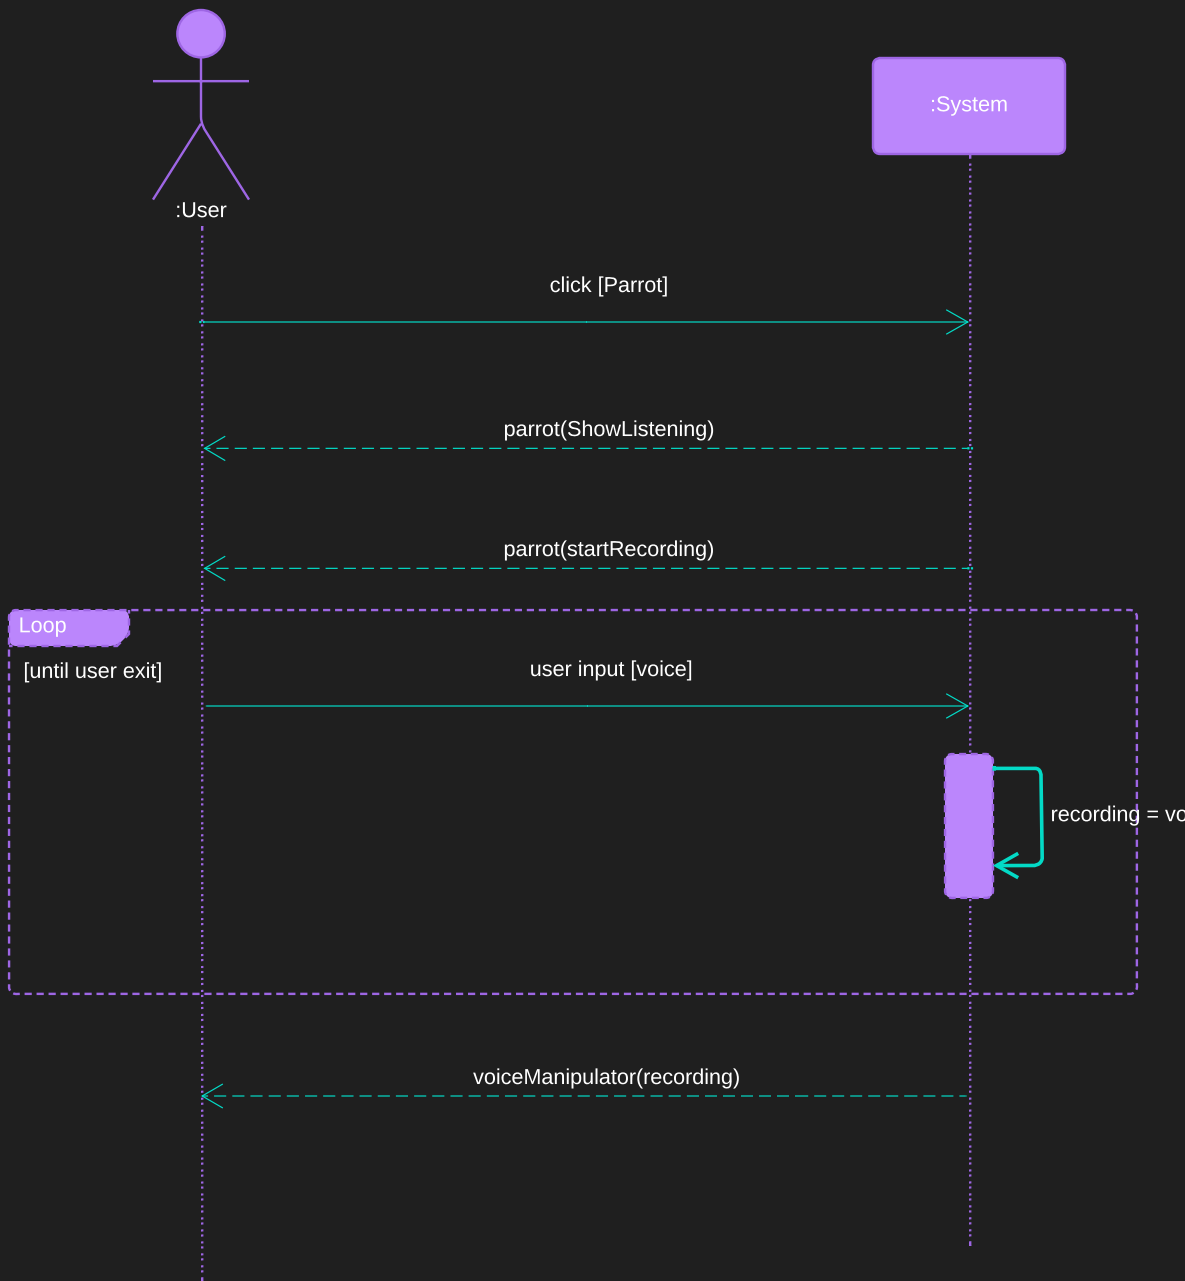 :System
:User
click [Parrot]
parrot(ShowListening)
parrot(startRecording)
Loop
[until user exit]
user input [voice]
recording = vo
voiceManipulator(recording)